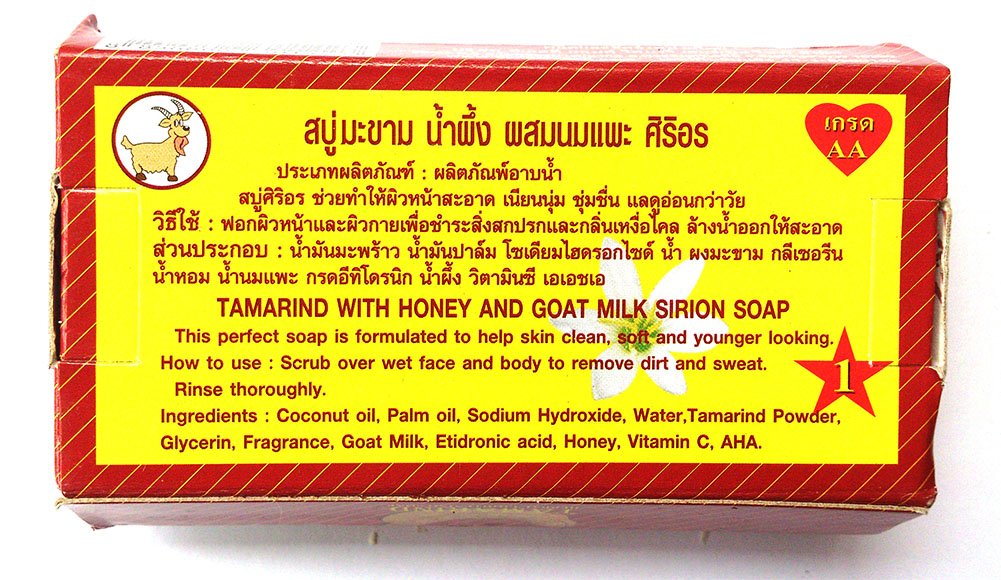 สบู่มะขาม น้ำผึ้ง ผสมนมแพะ ศิริอร
เกรด
AA
ประเภทผลิตภัณฑ์ : ผลิตภัณฑ์อาบน้ำ
สบู่ศิริอร ช่วยทำให้ผิวหน้าสะอาด เนียนนุ่ม ชุ่มชื่น แลดูอ่อนกว่าวัย
วิธีใช้ : ฟอกผิวหน้าและผิวกายเพื่อชำระสิ่งสกปรกและกลิ่นเหงื่อไคล ล้างน้ำออกให้สะอาด
ส่วนประกอบ : น้ำมันมะพร้าว น้ำมันปาล์ม โซเดียมไฮดรอกไซด์ น้ำ ผงมะขาม กลีเซอรีน
น้ำหอม น้ำนมแพะ กรดอีทิโดรนิก น้ำผึ้ง วิตามินซี เอเอชเอ
TAMARIND WITH HONEY AND GOAT MILK SIRION SOAP
This perfect soap is formulated to help skin clean, soft and younger looking.
How to use : Scrub over wet face and body to remove dirt and sweat.
Rinse thoroughly.
1
Ingredients : Coconut oil, Palm oil, Sodium Hydroxide, Water,Tamarind Powder,
Glycerin, Fragrance, Goat Milk, Etidronic acid, Honey, Vitamin C, AHA.